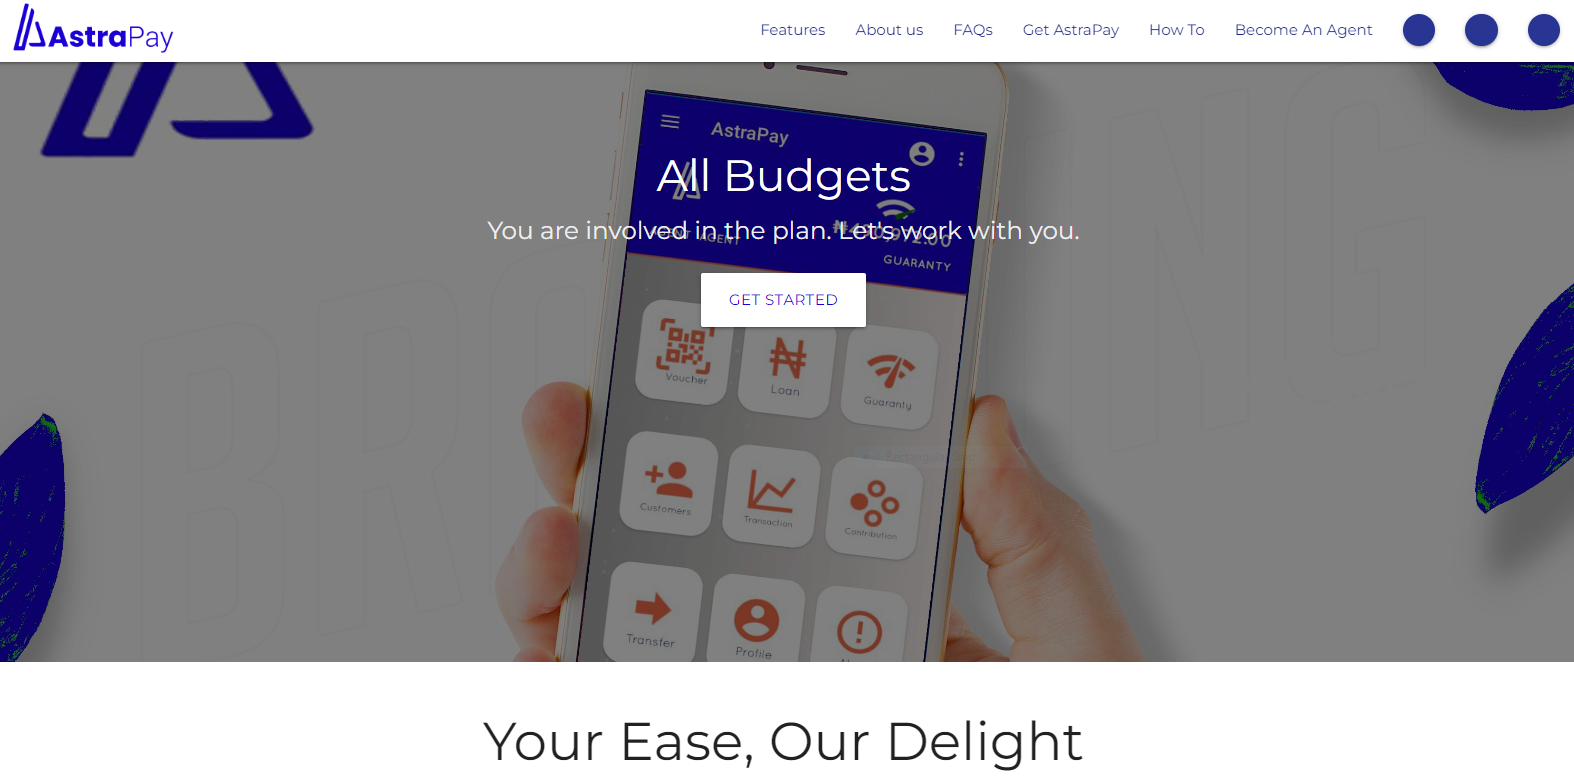 AstraPay
Features
About us
FAQs
Get AstraPay
How To
Become An Agent
AstraPay
All Budgets
You are involved in the plan. Let's work with you.
AGENT
GUARANTY
GET STARTED
Voucher
Loan
Guaranty
Customers
Transaction
Contribution
Transfer
Profile
Your Ease, Our Delight